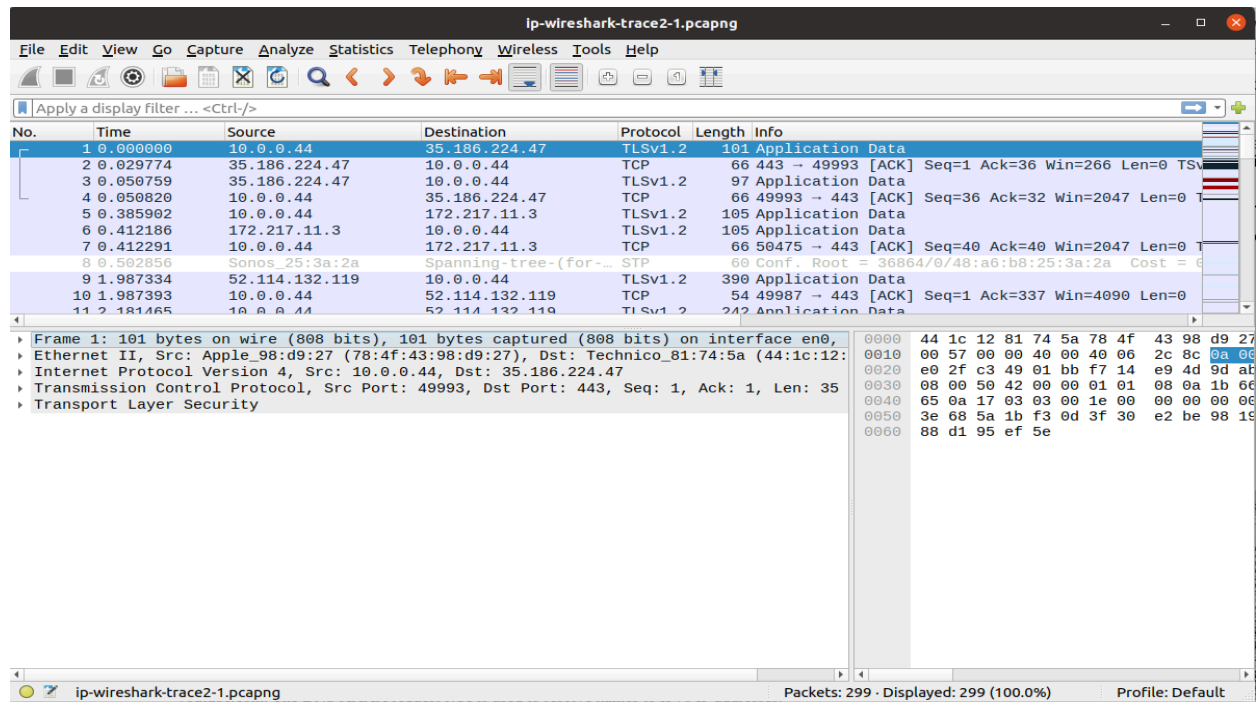 ip-wireshark-trace2-1.pcapng
File Edit View Go Capture Analyze Statistics Telephony Wireless Tools Help
Apply a display filter … <Ctrl-/>
No. Time Source Destination Protocol Length Info
1 0.000000 10.0.0.44 35.186.224.47 TLSv1.2 101 Application Data
2 0.029774 35.186.224.47 10.0.0.44 TCP 66 443 → 49993 [ACK] Seq=1 Ack=36 Win=266 Len=0 TSv
3 0.050759 35.186.224.47 10.0.0.44 TLSv1.2 97 Application Data
4 0.050820 10.0.0.44 35.186.224.47 TCP 66 49993 → 443 [ACK] Seq=36 Ack=32 Win=2047 Len=0 T
5 0.385902 10.0.0.44 172.217.11.3 TLSv1.2 105 Application Data
6 0.412186 172.217.11.3 10.0.0.44 TLSv1.2 105 Application Data
7 0.412291 10.0.0.44 172.217.11.3 TCP 66 50475 → 443 [ACK] Seq=40 Ack=40 Win=2047 Len=0 T
8 0.502856 Sonos_25:3a:2a Spanning-tree-(for-… STP 60 Conf. Root = 36864/0/48:a6:b8:25:3a:2a Cost = 0
9 1.987334 52.114.132.119 10.0.0.44 TLSv1.2 390 Application Data
10 1.987393 10.0.0.44 52.114.132.119 TCP 54 49987 → 443 [ACK] Seq=1 Ack=337 Win=4090 Len=0
11 2.181465 10.0.0.44 52.114.132.119 TLSv1.2 242 Application Data
Frame 1: 101 bytes on wire (808 bits), 101 bytes captured (808 bits) on interface en0,
Ethernet II, Src: Apple_98:d9:27 (78:4f:43:98:d9:27), Dst: Technico_81:74:5a (44:1c:12:
Internet Protocol Version 4, Src: 10.0.0.44, Dst: 35.186.224.47
Transmission Control Protocol, Src Port: 49993, Dst Port: 443, Seq: 1, Ack: 1, Len: 35
Transport Layer Security
0000 44 1c 12 81 74 5a 78 4f 43 98 d9 27
0010 00 57 00 00 40 00 40 06 2c 8c 0a 00
0020 e0 2f c3 49 01 bb f7 14 e9 4d 9d ab
0030 08 00 50 42 00 00 01 01 08 0a 1b 66
0040 65 0a 17 03 03 00 1e 00 00 00 00 00
0050 3e 68 5a 1b f3 0d 3f 30 e2 be 98 19
0060 88 d1 95 ef 5e
ip-wireshark-trace2-1.pcapng Packets: 299 · Displayed: 299 (100.0%) Profile: Default